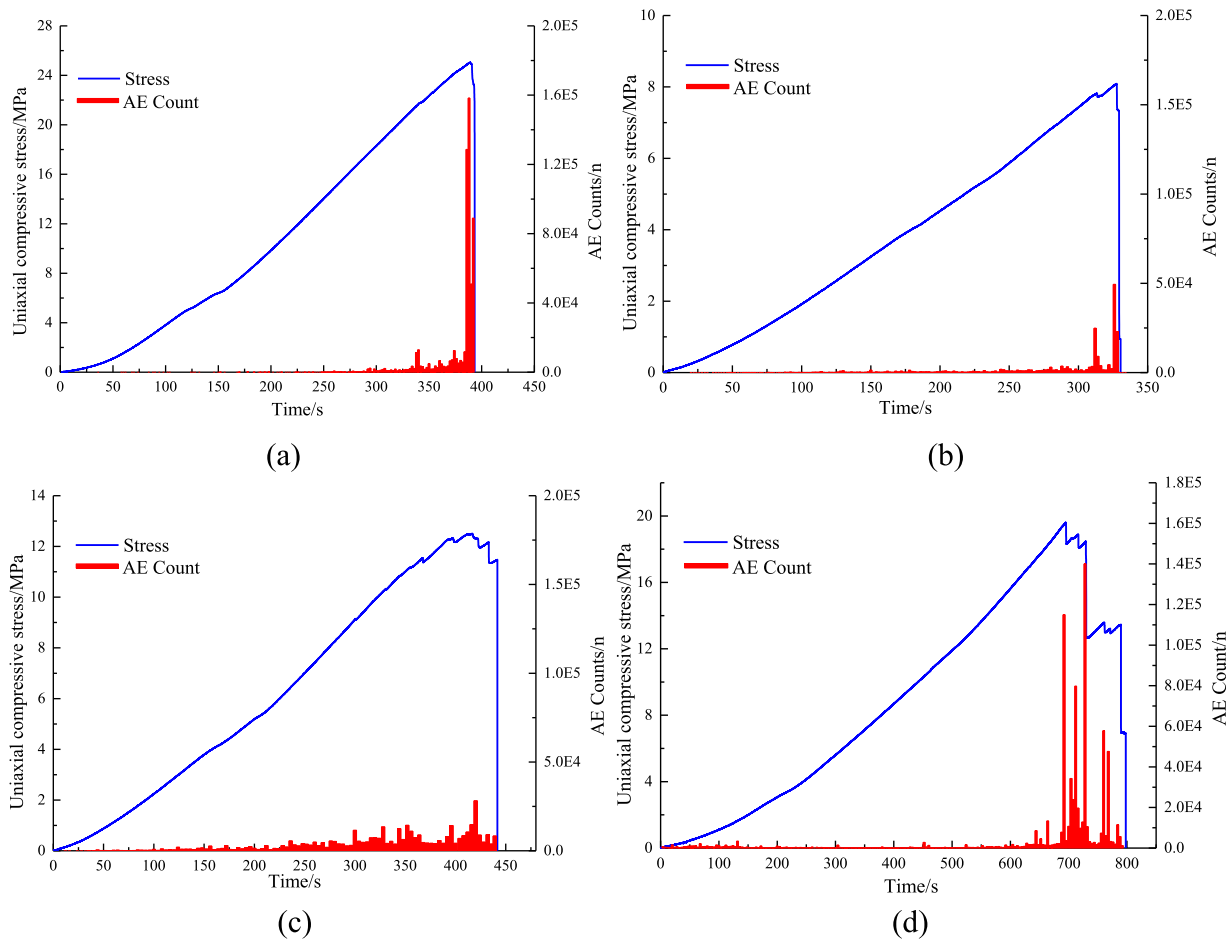 28
24
20
16
12
8
4
0
Uniaxial compressive stress/MPa
Stress
AE Count
2.0E5
1.6E5
1.2E5
8.0E4
4.0E4
0.0
AE Counts/n
0 50 100 150 200 250 300 350 400 450
Time/s
(a)
10
8
6
4
2
0
Uniaxial compressive stress/MPa
Stress
AE Count
2.0E5
1.5E5
1.0E5
5.0E4
0.0
AE Counts/n
0 50 100 150 200 250 300 350
Time/s
(b)
14
12
10
8
6
4
2
0
Uniaxial compressive stress/MPa
Stress
AE Count
2.0E5
1.5E5
1.0E5
5.0E4
0.0
AE Counts/n
0 50 100 150 200 250 300 350 400 450
Time/s
(c)
20
16
12
8
4
0
Uniaxial compressive stress/MPa
Stress
AE Count
1.8E5
1.6E5
1.4E5
1.2E5
1.0E5
8.0E4
6.0E4
4.0E4
2.0E4
0.0
AE Count/n
0 100 200 300 400 500 600 700 800
Time/s
(d)